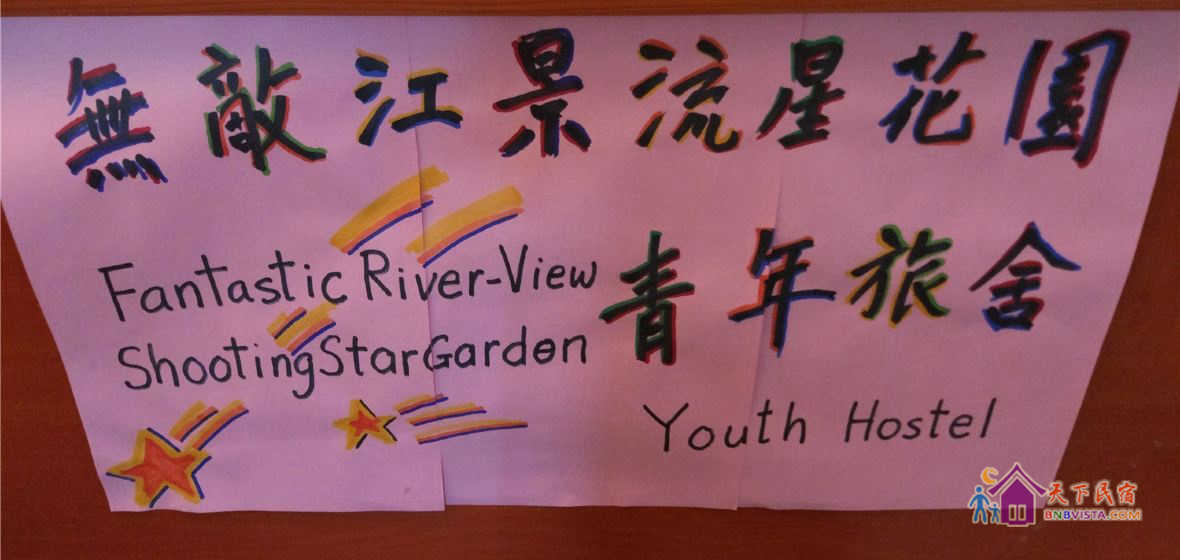 無敵江景流星花園
Fantastic River-View
青年旅舍
ShootingStarGarden
Youth Hostel
天下民宿
BNBVISTA.COM